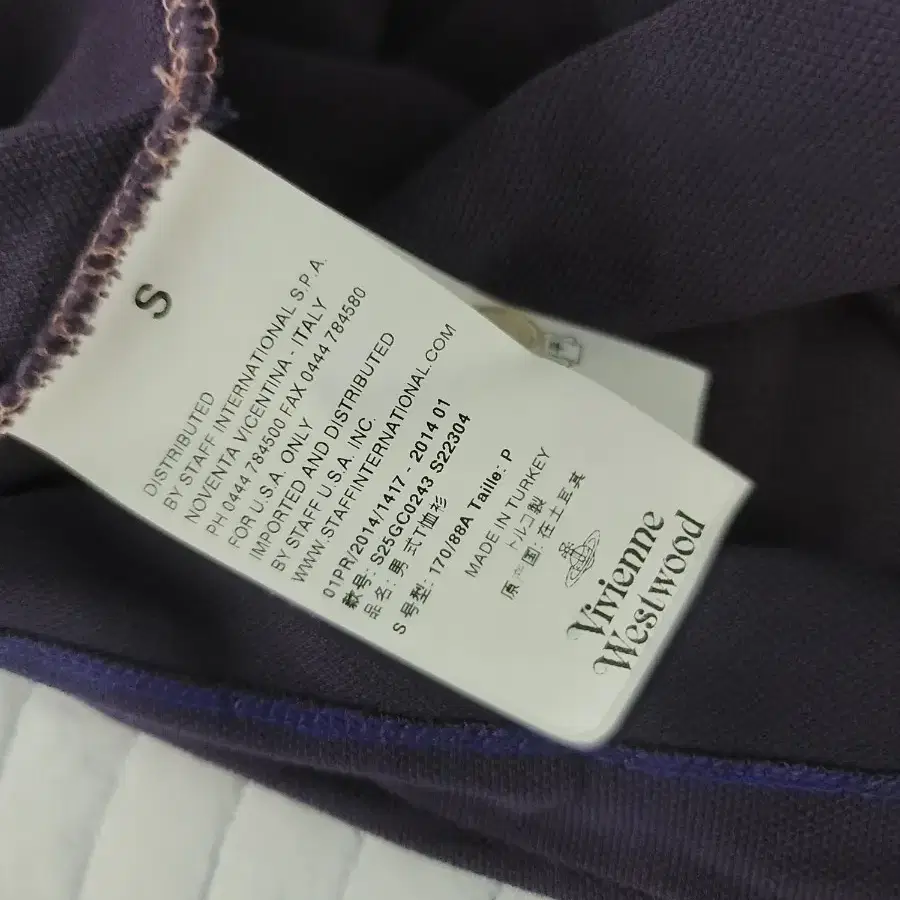 S
DISTRIBUTED
BY STAFF INTERNATIONAL S.P.A.
NOVENTA VICENTINA - ITALY
PH 0444 784500 FAX 0444 784580
FOR U.S.A. ONLY
IMPORTED AND DISTRIBUTED
BY STAFF U.S.A. INC.
WWW.STAFFINTERNATIONAL.COM
01PR/2014/1417 - 2014 01
款号: S25GC0243 S22304
品名: 男 式T恤衫
S 号型: 170/88A Taille: P
MADE IN TURKEY
トルコ製
原产国: 在土耳其
Vivienne
Westwood